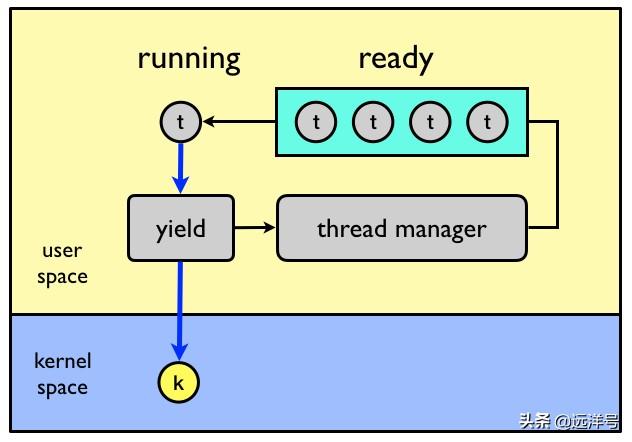 running
ready
t
t
t
t
t
yield
thread manager
user
space
kernel
space
k
头条 @远洋号